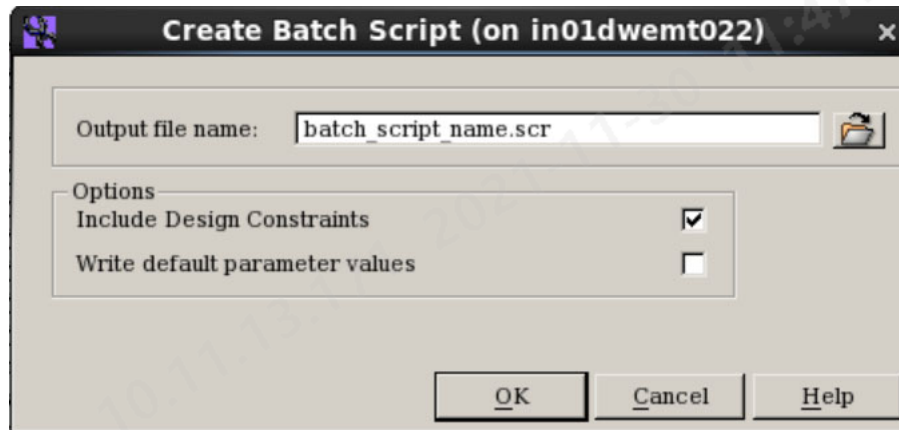 Create Batch Script (on in01dwemt022)
Output file name: batch_script_name.scr
Options
Include Design Constraints
Write default parameter values
OK Cancel Help